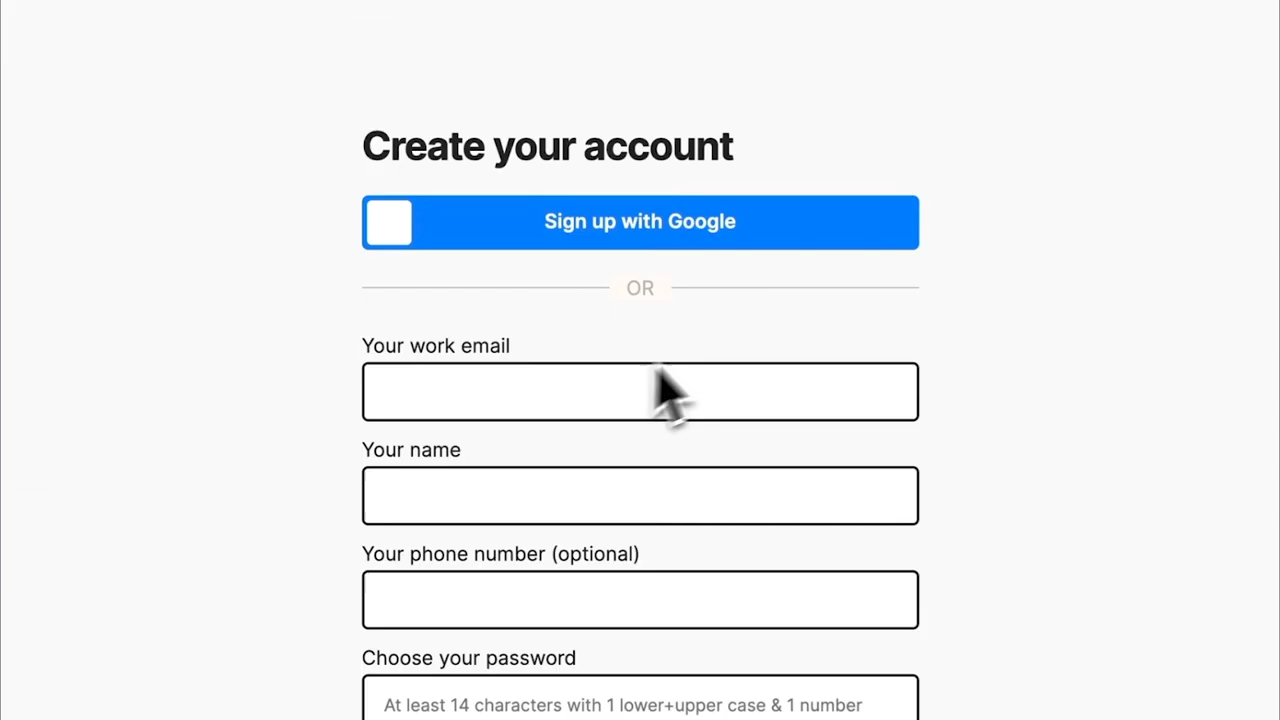 Create your account
Sign up with Google
OR
Your work email
Your name
Your phone number (optional)
Choose your password
At least 14 characters with 1 lower+upper case & 1 number